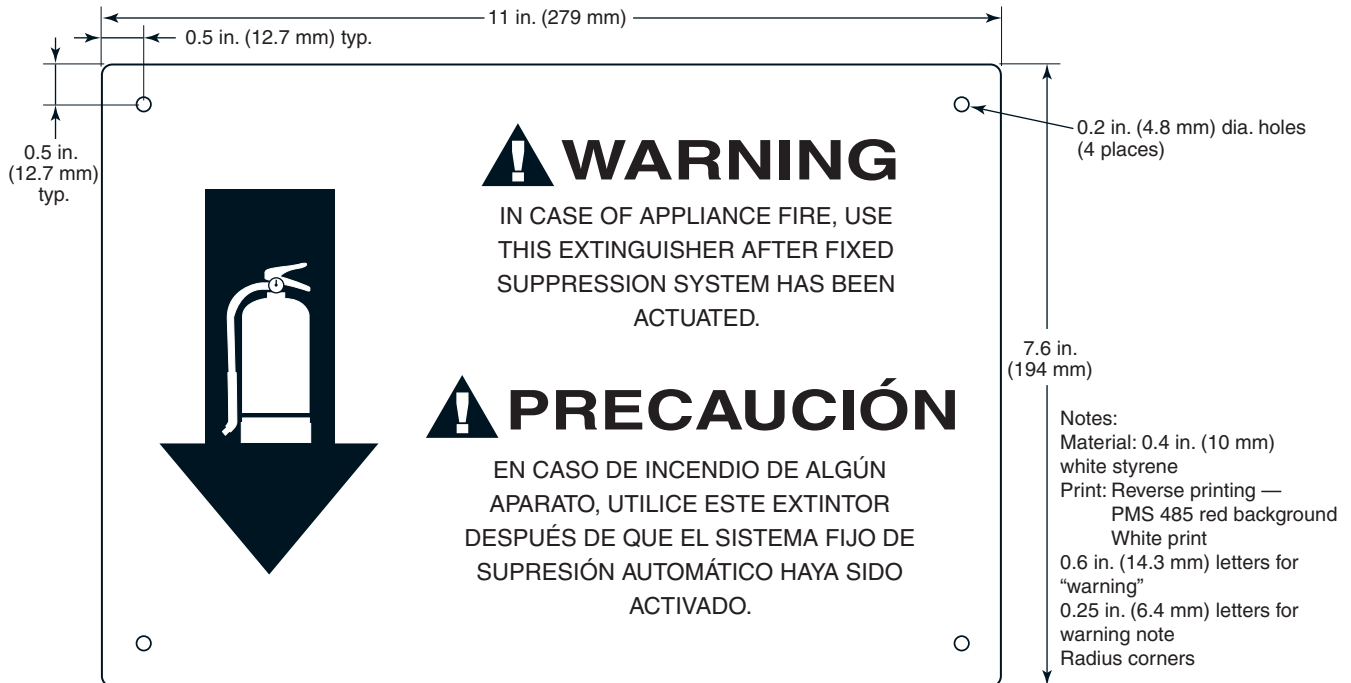 11 in. (279 mm)
0.5 in. (12.7 mm) typ.
0.5 in.
(12.7 mm)
typ.
0.2 in. (4.8 mm) dia. holes
(4 places)
! WARNING
IN CASE OF APPLIANCE FIRE, USE
THIS EXTINGUISHER AFTER FIXED
SUPPRESSION SYSTEM HAS BEEN
ACTUATED.
7.6 in.
(194 mm)
! PRECAUCIÓN
EN CASO DE INCENDIO DE ALGÚN
APARATO, UTILICE ESTE EXTINTOR
DESPUÉS DE QUE EL SISTEMA FIJO DE
SUPRESIÓN AUTOMÁTICO HAYA SIDO
ACTIVADO.
Notes:
Material: 0.4 in. (10 mm)
white styrene
Print: Reverse printing —
PMS 485 red background
White print
0.6 in. (14.3 mm) letters for
“warning”
0.25 in. (6.4 mm) letters for
warning note
Radius corners